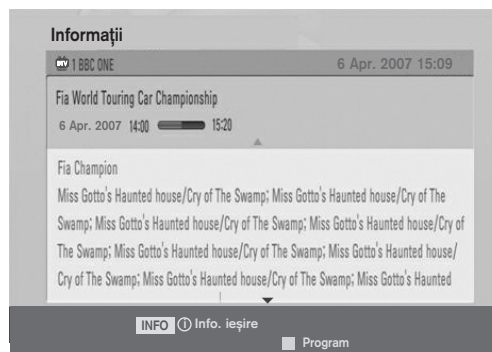 Informații
DTV 1 BBC ONE 6 Apr. 2007 15:09
Fia World Touring Car Championship
6 Apr. 2007 14:00 15:20
Fia Champion
Miss Gotto's Haunted house/Cry of The Swamp; Miss Gotto's Haunted house/Cry of The
Swamp; Miss Gotto's Haunted house/Cry of The Swamp; Miss Gotto's Haunted house/Cry of
The Swamp; Miss Gotto's Haunted house/Cry of The Swamp; Miss Gotto's Haunted house/
Cry of The Swamp; Miss Gotto's Haunted house/Cry of The Swamp; Miss Gotto's Haunted
INFO i Info. ieșire
Program